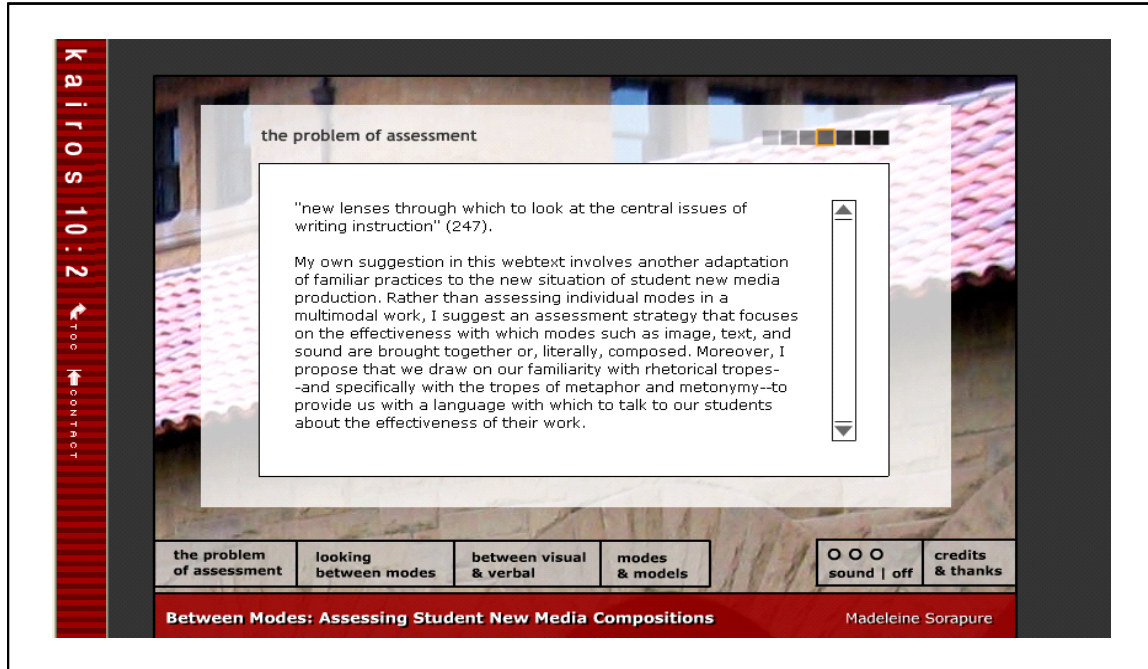 kairos 10:2 TOC CONTACT
the problem of assessment
"new lenses through which to look at the central issues of
writing instruction" (247).
My own suggestion in this webtext involves another adaptation
of familiar practices to the new situation of student new media
production. Rather than assessing individual modes in a
multimodal work, I suggest an assessment strategy that focuses
on the effectiveness with which modes such as image, text, and
sound are brought together or, literally, composed. Moreover, I
propose that we draw on our familiarity with rhetorical tropes-
-and specifically with the tropes of metaphor and metonymy--to
provide us with a language with which to talk to our students
about the effectiveness of their work.
the problem
of assessment
looking
between modes
between visual
& verbal
modes
& models
sound | off
credits
& thanks
Between Modes: Assessing Student New Media Compositions
Madeleine Sorapure